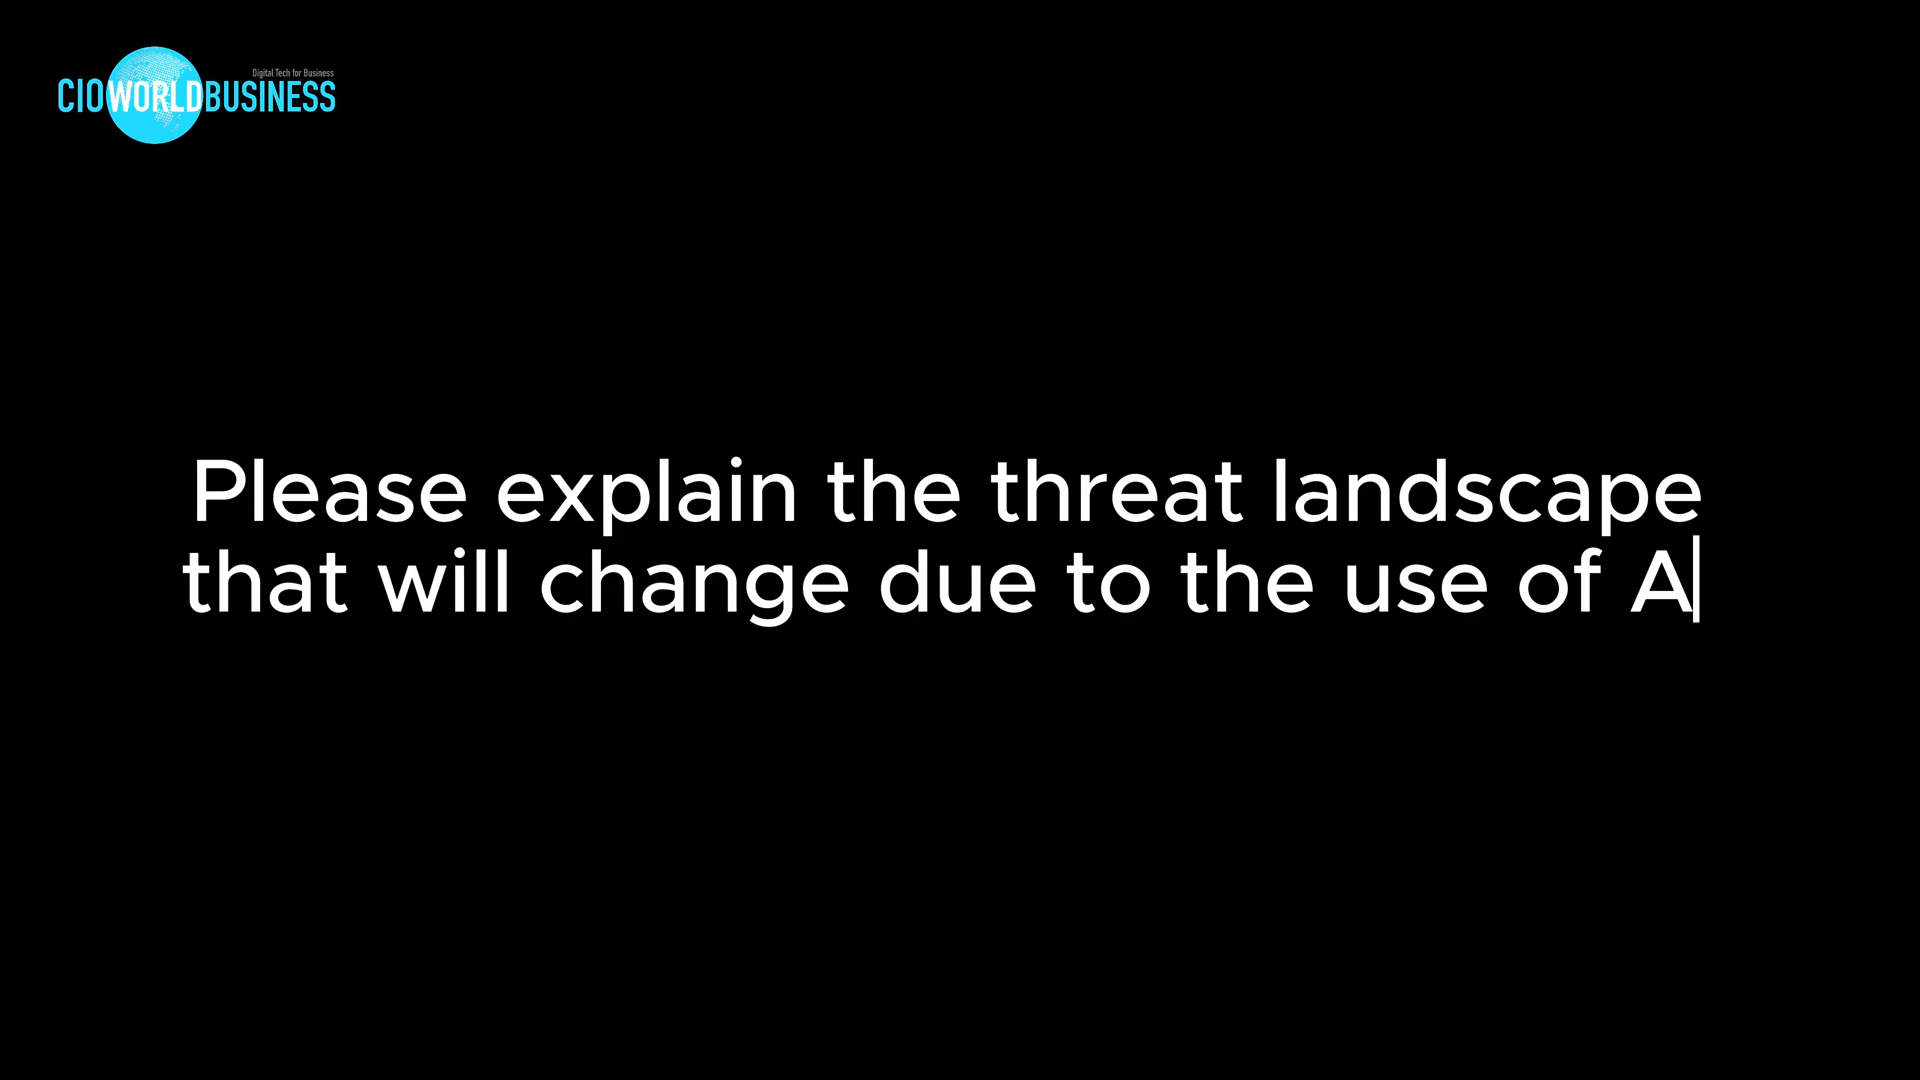 Digital Tech for Business
CIOWORLDBUSINESS
Please explain the threat landscape
that will change due to the use of A